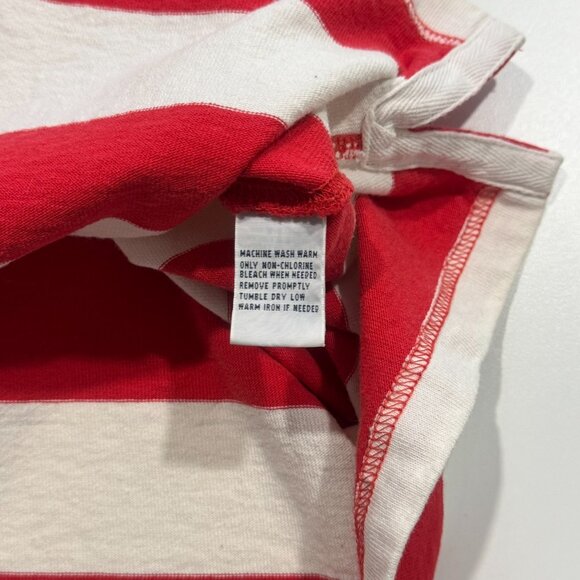 MACHINE WASH WARM
ONLY NON-CHLORINE
BLEACH WHEN NEEDED
REMOVE PROMPTLY
TUMBLE DRY LOW
WARM IRON IF NEEDED